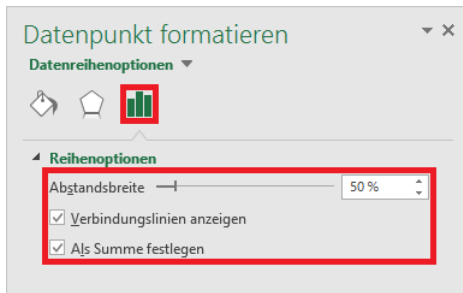 Datenpunkt formatieren
Datenreihenoptionen
Reihenoptionen
Abstandsbreite 50 %
Verbindungslinien anzeigen
Als Summe festlegen